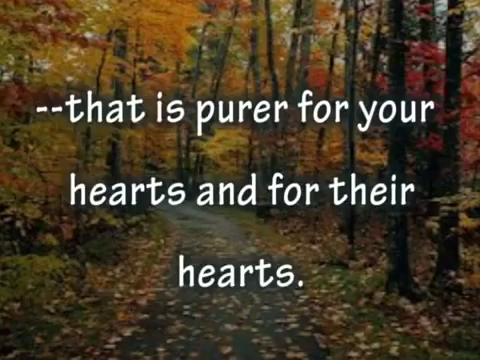 --that is purer for your
hearts and for their
hearts.